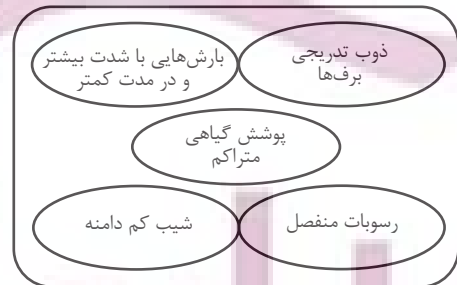 ذوب تدریجی
برف‌ها
بارش‌هایی با شدت بیشتر
و در مدت کمتر
پوشش گیاهی
متراکم
رسوبات منفصل
شیب کم دامنه